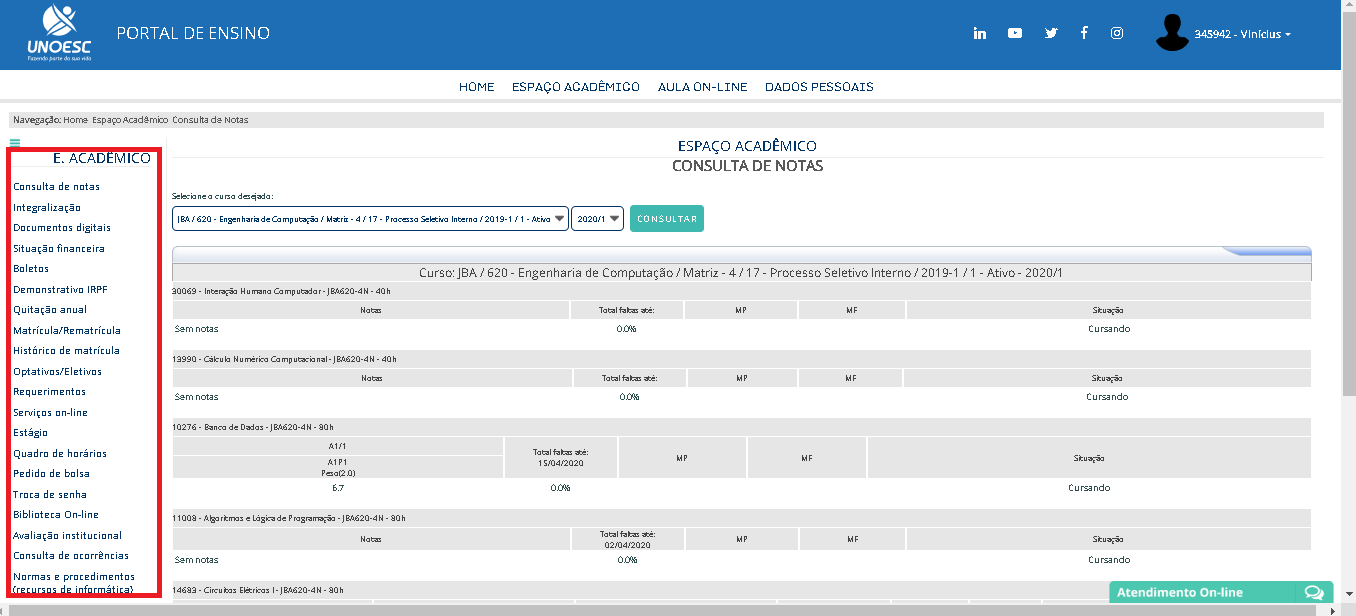 UNOESC
Fazendo parte da sua vida
PORTAL DE ENSINO
345942 - Vinícius
HOME ESPAÇO ACADÊMICO AULA ON-LINE DADOS PESSOAIS
Navegação: Home Espaço Acadêmico Consulta de Notas
E. ACADÊMICO
Consulta de notas
Integralização
Documentos digitais
Situação financeira
Boletos
Demonstrativo IRPF
Quitação anual
Matrícula/Rematrícula
Histórico de matrícula
Optativos/Eletivos
Requerimentos
Serviços on-line
Estágio
Quadro de horários
Pedido de bolsa
Troca de senha
Biblioteca On-line
Avaliação institucional
Consulta de ocorrências
Normas e procedimentos
(recursos de informática)
ESPAÇO ACADÊMICO
CONSULTA DE NOTAS
Selecione o curso desejado:
JBA / 620 - Engenharia de Computação / Matriz - 4 / 17 - Processo Seletivo Interno / 2019-1 / 1 - Ativo 2020/1 CONSULTAR
Curso: JBA / 620 - Engenharia de Computação / Matriz - 4 / 17 - Processo Seletivo Interno / 2019-1 / 1 - Ativo - 2020/1
30069 - Interação Humano Computador - JBA620-4N - 40h
Notas Total faltas até: MP MF Situação
Sem notas 0.0% Cursando
13990 - Cálculo Numérico Computacional - JBA620-4N - 40h
Notas Total faltas até: MP MF Situação
Sem notas 0.0% Cursando
10276 - Banco de Dados - JBA620-4N - 80h
A1/1
A1P1
Peso(2.0)
Total faltas até:
15/04/2020
MP MF Situação
6.7 0.0% Cursando
11008 - Algoritmos e Lógica de Programação - JBA620-4N - 80h
Notas
Total faltas até:
02/04/2020
MP MF Situação
Sem notas 0.0% Cursando
14683 - Circuitos Elétricos I - JBA620-4N - 80h
Atendimento On-line